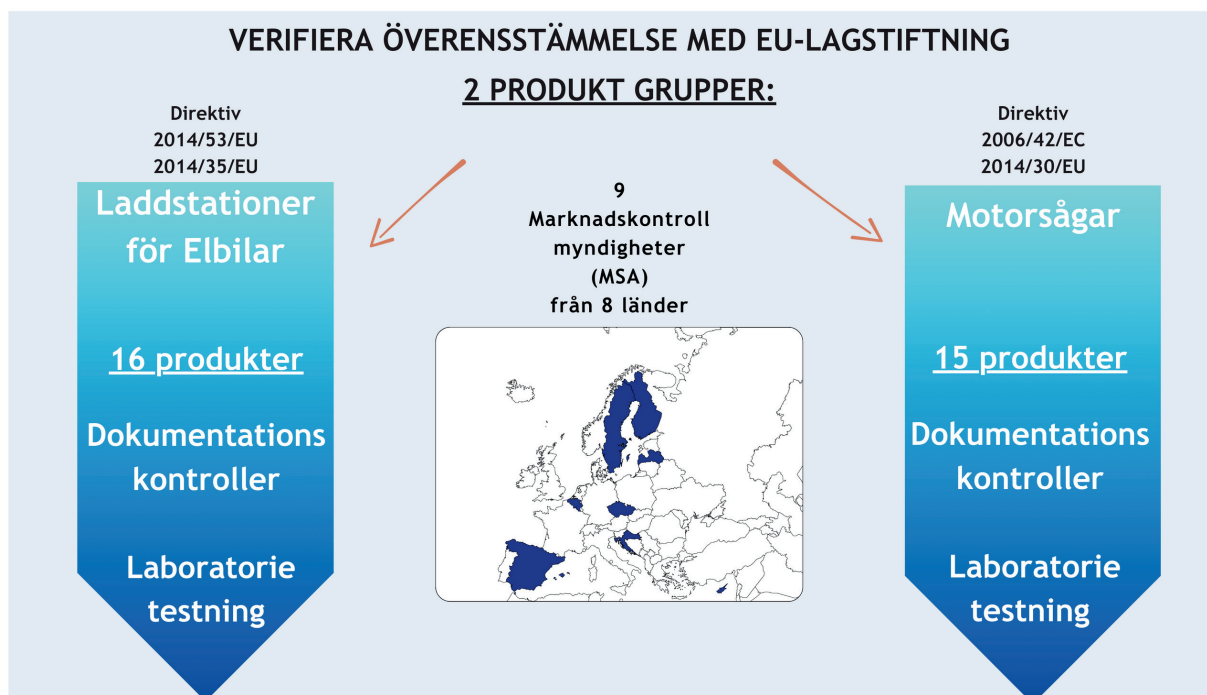 VERIFIERA ÖVERENSSTÄMMELSE MED EU-LAGSTIFTNING
2 PRODUKT GRUPPER:
Direktiv
2014/53/EU
2014/35/EU
Laddstationer
för Elbilar
16 produkter
Dokumentations
kontroller
Laboratorie
testning
9
Marknadskontroll
myndigheter
(MSA)
från 8 länder
Direktiv
2006/42/EC
2014/30/EU
Motorsågar
15 produkter
Dokumentations
kontroller
Laboratorie
testning